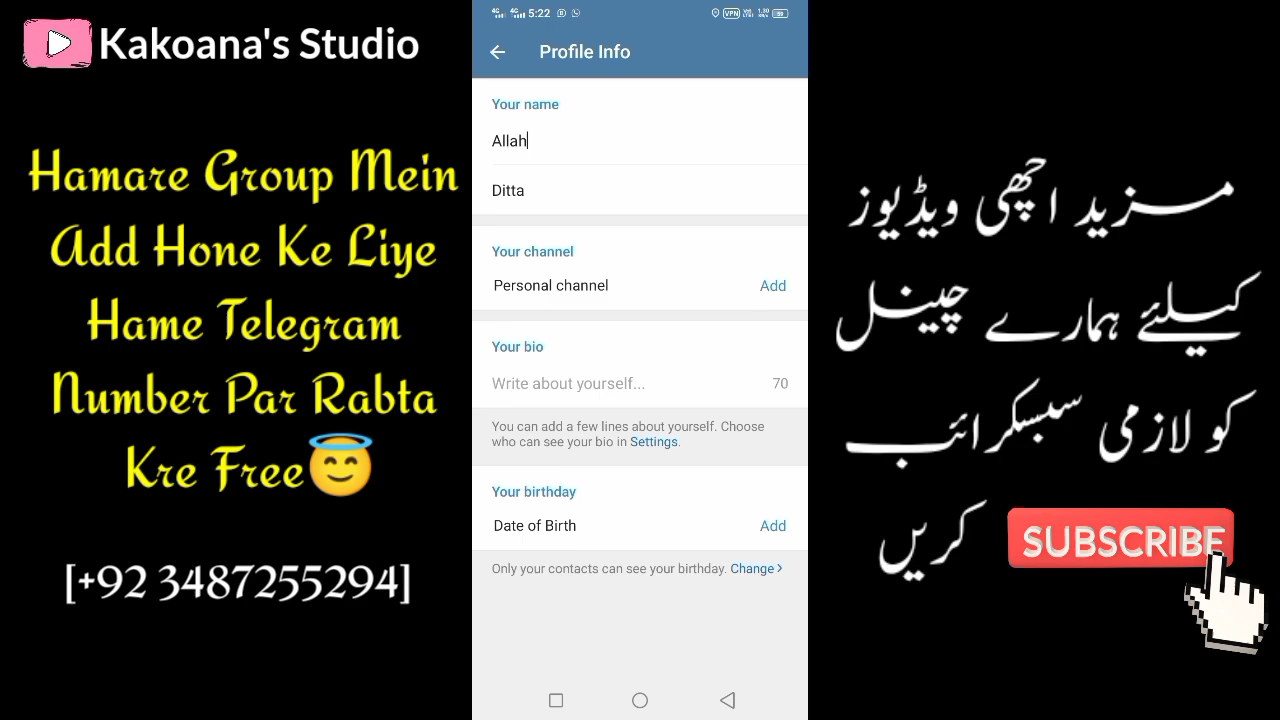 Kakoana's Studio
Hamare Group Mein
Add Hone Ke Liye
Hame Telegram
Number Par Rabta
Kre Free
[+92 3487255294]
5:22
VPN
Profile Info
Your name
Allah
Ditta
Your channel
Personal channel Add
Your bio
Write about yourself... 70
You can add a few lines about yourself. Choose
who can see your bio in Settings.
Your birthday
Date of Birth Add
Only your contacts can see your birthday. Change >
مزید اچھی ویڈیوز
کیلئے ہمارے چینل
کو لازمی سبسکرائب
کریں
SUBSCRIBE